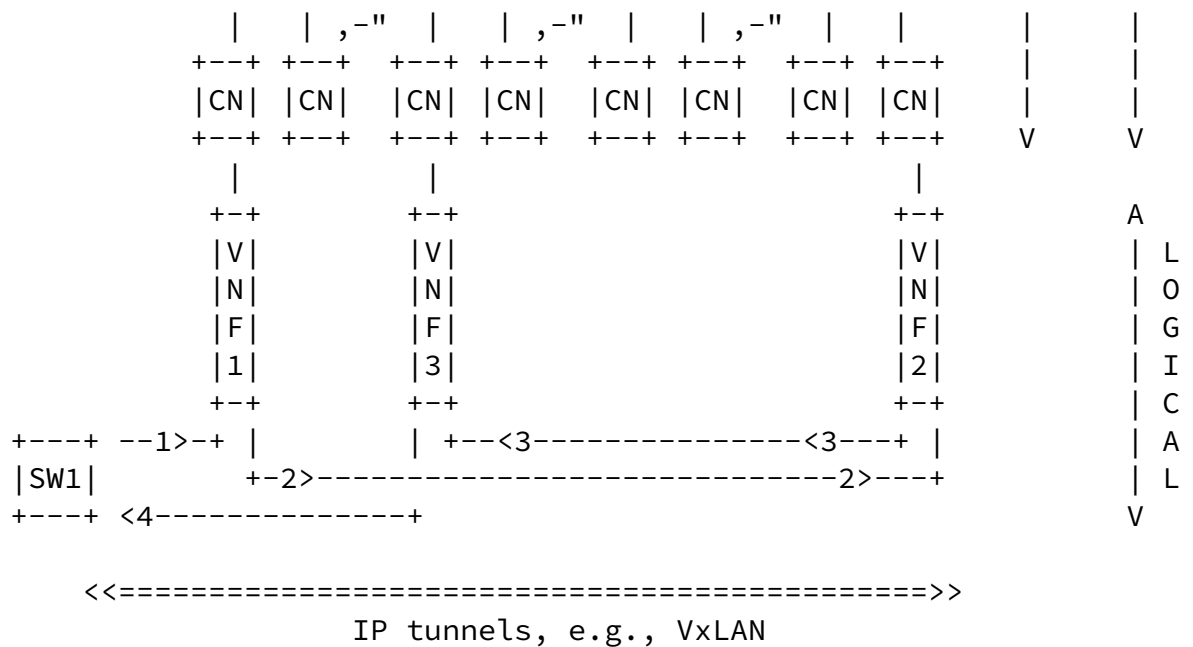 |   | ,-"  |   | ,-"  |   | ,-"  |   |      |     |
        +--+ +--+  +--+ +--+  +--+ +--+  +--+ +--+    |     |
        |CN| |CN|  |CN| |CN|  |CN| |CN|  |CN| |CN|    |     |
        +--+ +--+  +--+ +--+  +--+ +--+  +--+ +--+    V     V
          |          |                          |
         +-+        +-+                        +-+          A
         |V|        |V|                        |V|          | L
         |N|        |N|                        |N|          | O
         |F|        |F|                        |F|          | G
         |1|        |3|                        |2|          | I
         +-+        +-+                        +-+          | C
+---+ --1>-+ |        | +--<3---------------<3---+ |          | A
|SW1|        +-2>-----------------------------2>---+          | L
+---+ <4--------------+                                       V
<<=============================================>>
IP tunnels, e.g., VxLAN